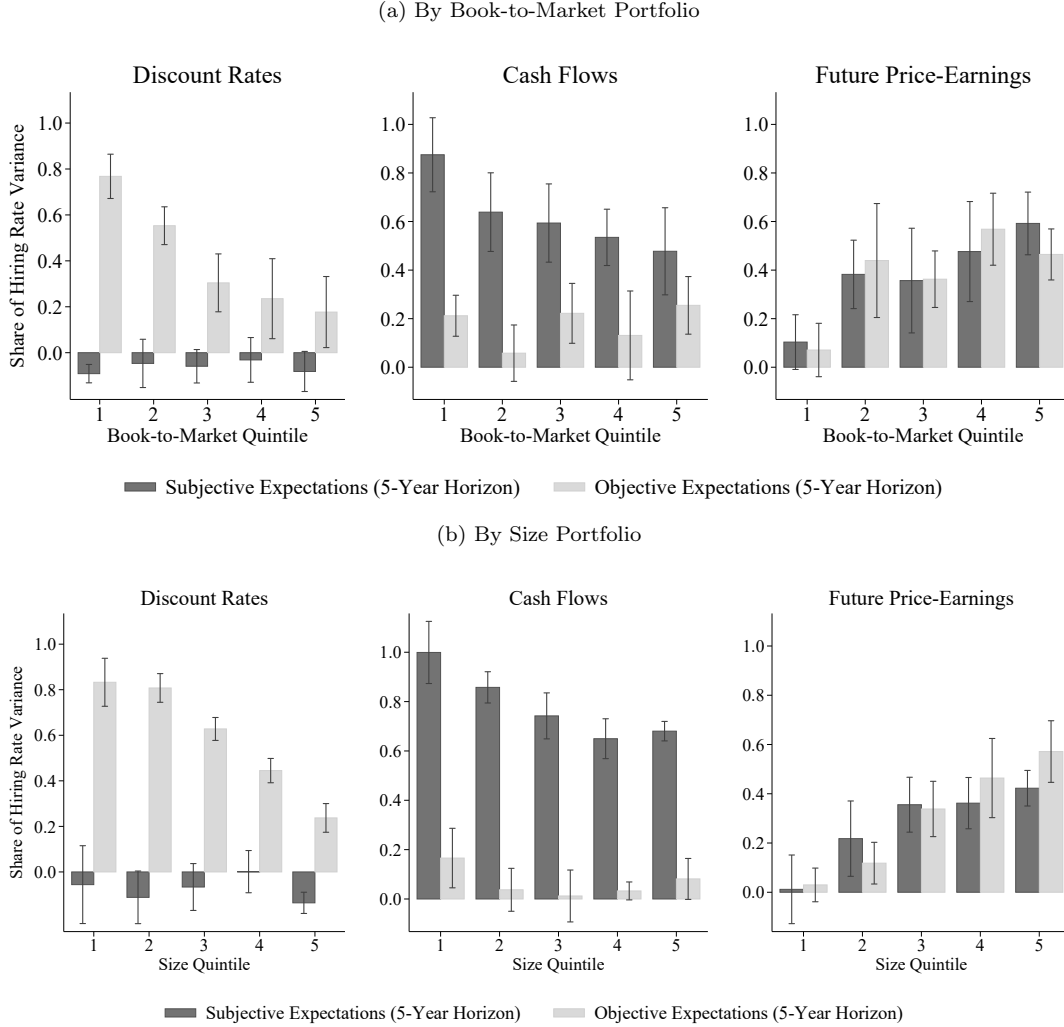 (a) By Book-to-Market Portfolio
Discount Rates
Cash Flows
Future Price-Earnings
Share of Hiring Rate Variance
1.0
0.8
0.6
0.4
0.2
0.0
1 2 3 4 5
Book-to-Market Quintile
1.0
0.8
0.6
0.4
0.2
0.0
1 2 3 4 5
Book-to-Market Quintile
1.0
0.8
0.6
0.4
0.2
0.0
1 2 3 4 5
Book-to-Market Quintile
Subjective Expectations (5-Year Horizon) Objective Expectations (5-Year Horizon)
(b) By Size Portfolio
Discount Rates
Cash Flows
Future Price-Earnings
Share of Hiring Rate Variance
1.0
0.8
0.6
0.4
0.2
0.0
1 2 3 4 5
Size Quintile
1.0
0.8
0.6
0.4
0.2
0.0
1 2 3 4 5
Size Quintile
1.0
0.8
0.6
0.4
0.2
0.0
1 2 3 4 5
Size Quintile
Subjective Expectations (5-Year Horizon) Objective Expectations (5-Year Horizon)